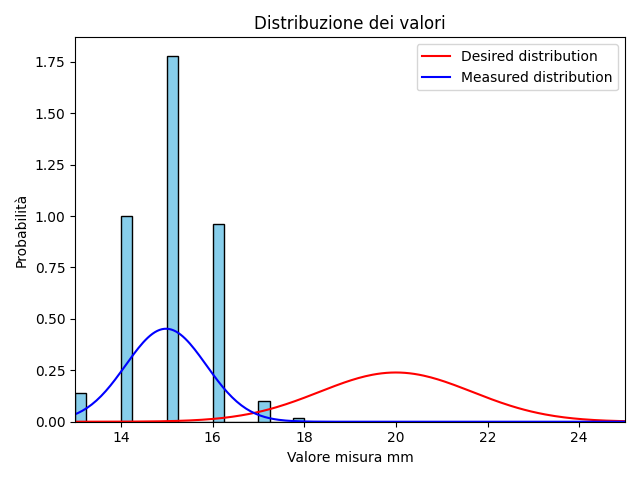 Distribuzione dei valori
Desired distribution
Measured distribution
Probabilità
1.75
1.50
1.25
1.00
0.75
0.50
0.25
0.00
14 16 18 20 22 24
Valore misura mm